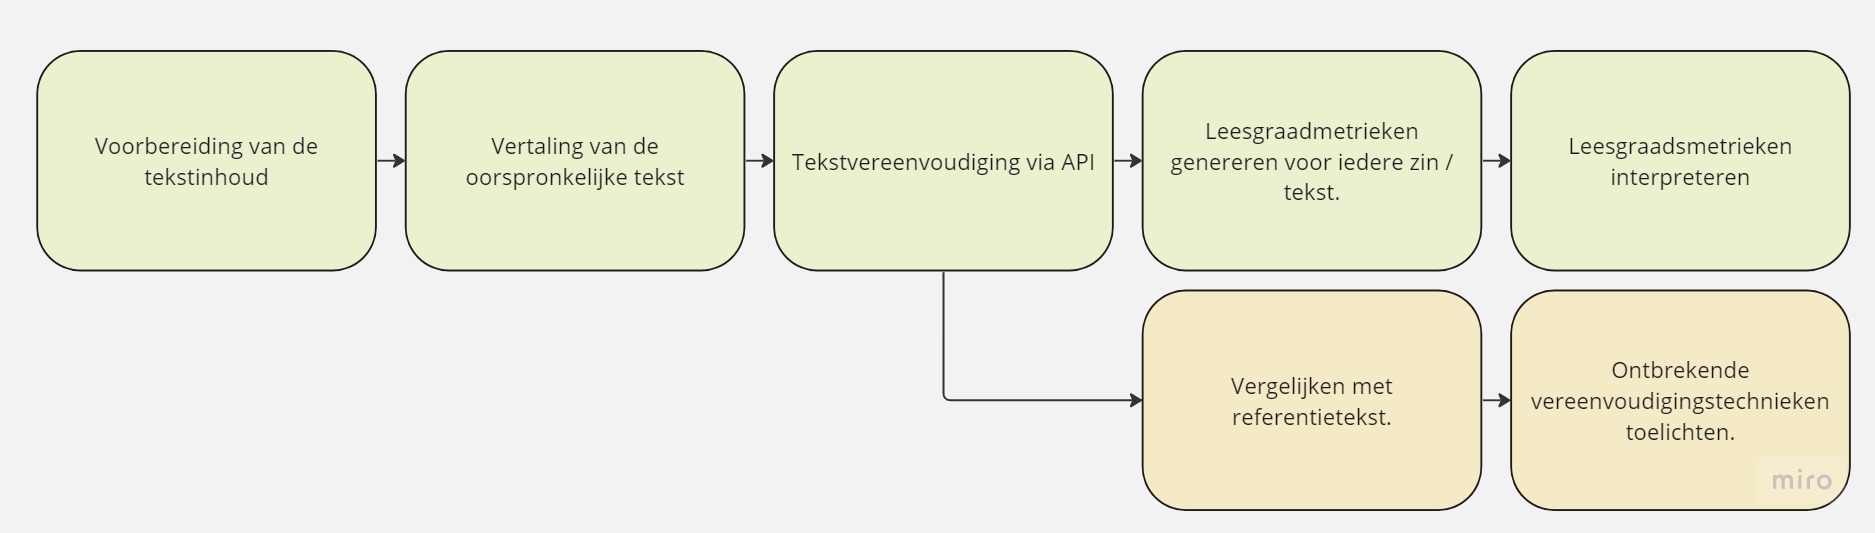 Voorbereiding van de
tekstinhoud
Vertaling van de
oorspronkelijke tekst
Tekstvereenvoudiging via API
Leesgraadmetrieken
genereren voor iedere zin /
tekst.
Leesgraadsmetrieken
interpreteren
Vergelijken met
referentietekst.
Ontbrekende
vereenvoudigingstechnieken
toelichten.
miro